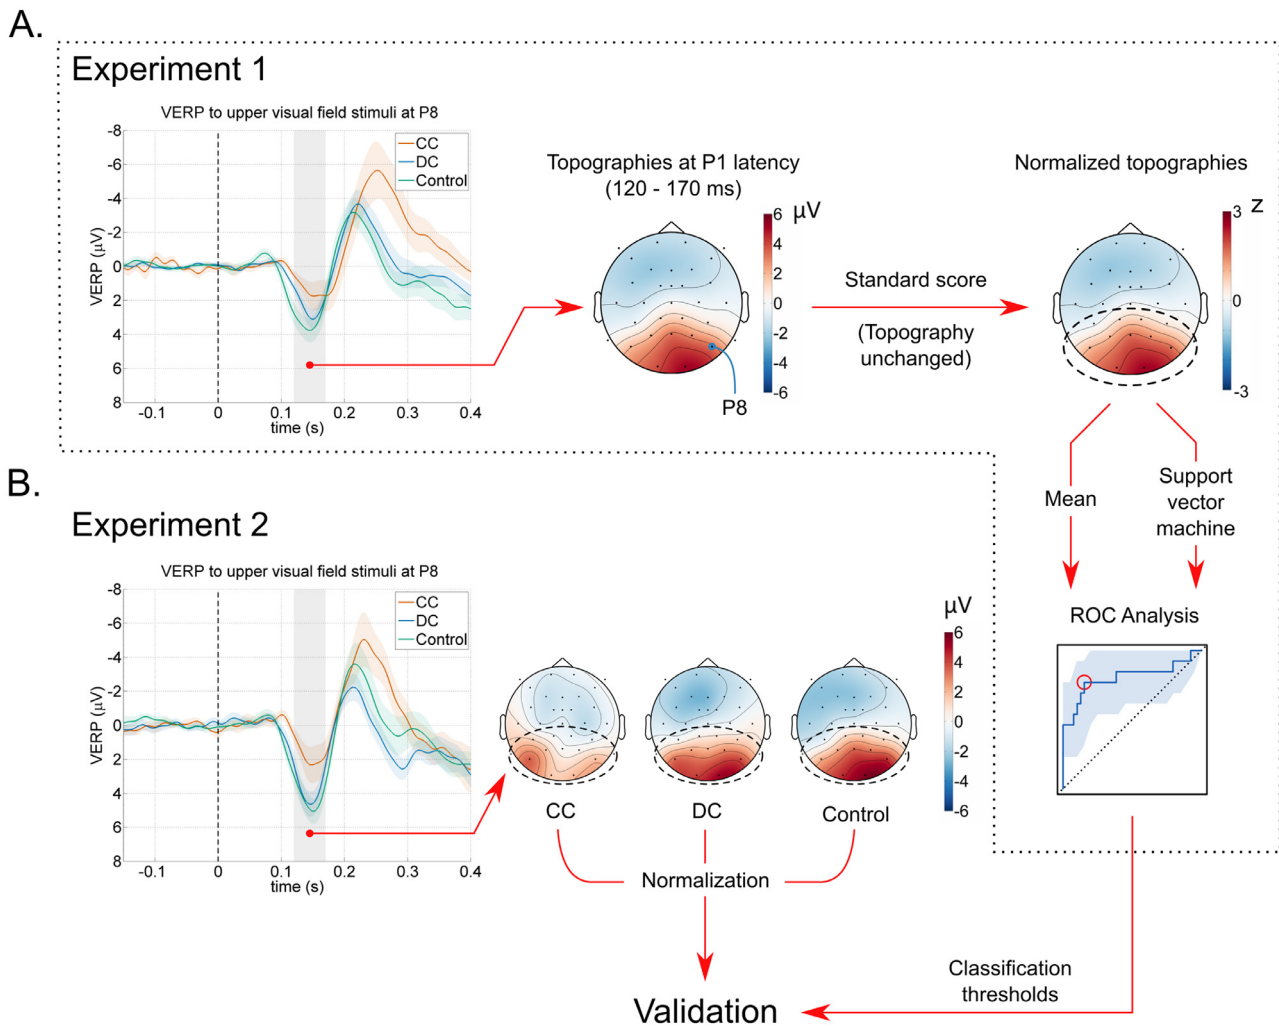 A.
Experiment 1
VERP to upper visual field stimuli at P8
-8
-6
-4
-2
0
2
4
6
8
VERP (µV)
CC
DC
Control
-0.1
0
0.1
0.2
0.3
0.4
time (s)
Topographies at P1 latency
(120 - 170 ms)
6
4
2
0
-2
-4
-6
µV
P8
Standard score
(Topography
unchanged)
Normalized topographies
3
0
-3
z
Mean
Support
vector
machine
ROC Analysis
B.
Experiment 2
VERP to upper visual field stimuli at P8
-8
-6
-4
-2
0
2
4
6
8
VERP (µV)
CC
DC
Control
-0.1
0
0.1
0.2
0.3
0.4
time (s)
µV
6
4
2
0
-2
-4
-6
CC
DC
Control
Normalization
Classification
thresholds
Validation